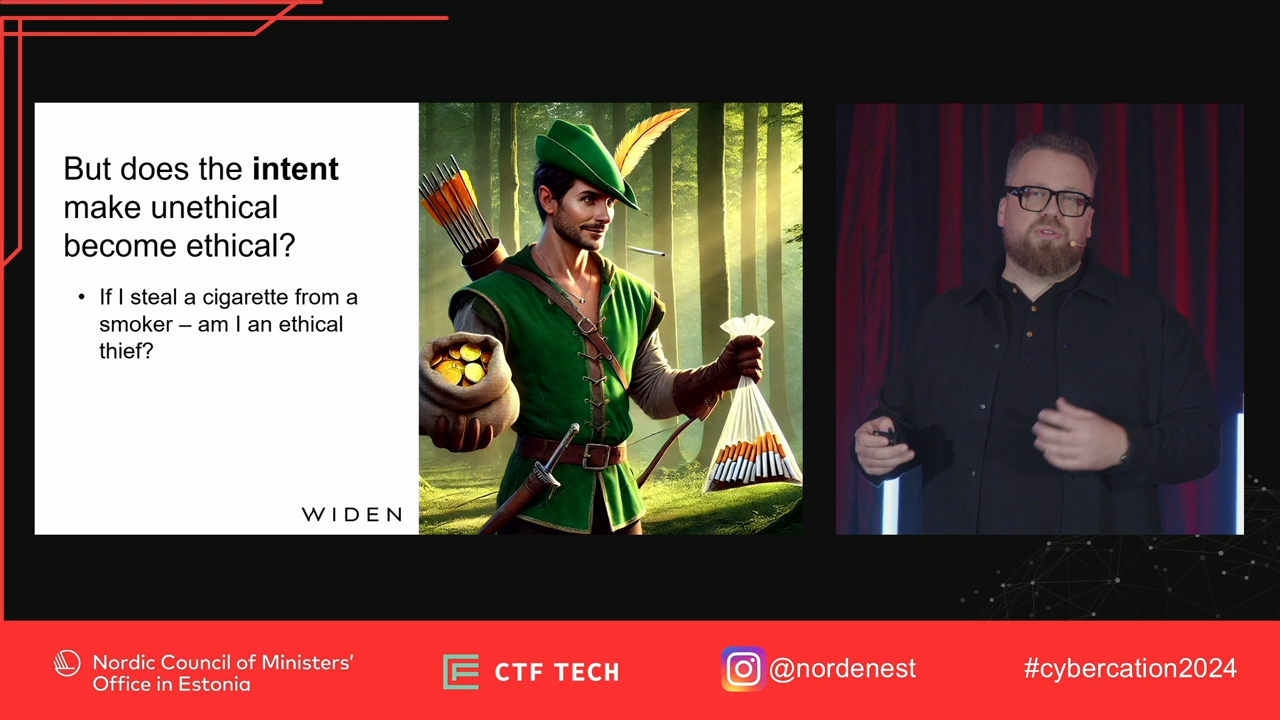 But does the intent
make unethical
become ethical?
• If I steal a cigarette from a
smoker – am I an ethical
thief?
WIDEN
Nordic Council of Ministers'
Office in Estonia
CTF TECH
@nordenest
#cybercation2024